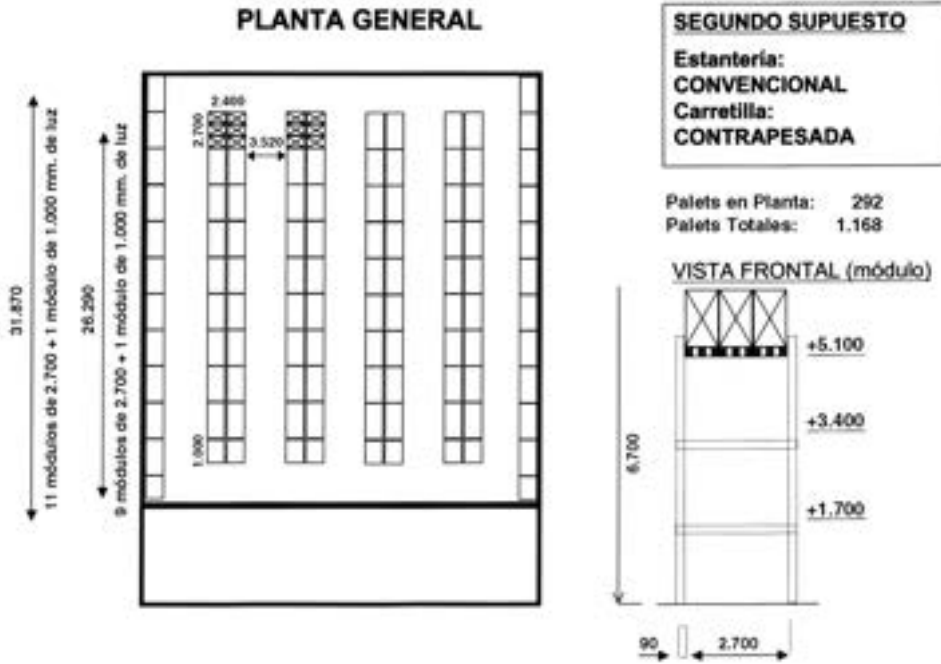 PLANTA GENERAL
SEGUNDO SUPUESTO
Estantería:
CONVENCIONAL
Carretilla:
CONTRAPESADA
Palets en Planta: 292
Palets Totales: 1.168
VISTA FRONTAL (módulo)
31.870
11 módulos de 2.700 + 1 módulo de 1.000 mm. de luz
26.290
9 módulos de 2.700 + 1 módulo de 1.000 mm. de luz
2.400
2.700
3.520
1.000
6.700
+5.100
+3.400
+1.700
90
2.700